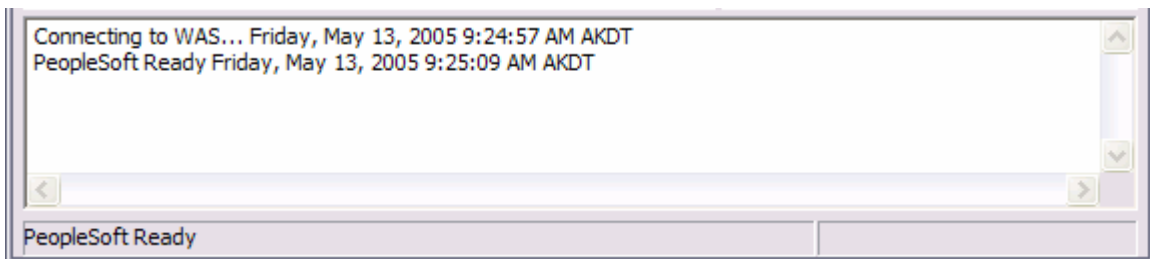 Connecting to WAS... Friday, May 13, 2005 9:24:57 AM AKDT
PeopleSoft Ready Friday, May 13, 2005 9:25:09 AM AKDT
PeopleSoft Ready